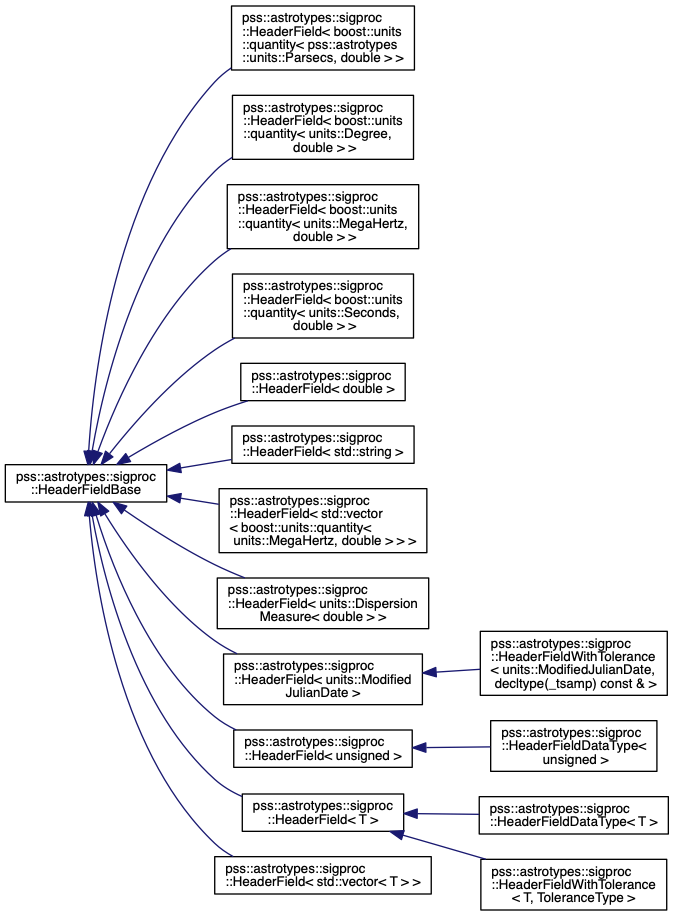 pss::astrotypes::sigproc
::HeaderField< boost::units
::quantity< pss::astrotypes
::units::Parsecs, double > >
pss::astrotypes::sigproc
::HeaderField< boost::units
::quantity< units::Degree,
double > >
pss::astrotypes::sigproc
::HeaderField< boost::units
::quantity< units::MegaHertz,
double > >
pss::astrotypes::sigproc
::HeaderField< boost::units
::quantity< units::Seconds,
double > >
pss::astrotypes::sigproc
::HeaderField< double >
pss::astrotypes::sigproc
::HeaderField< std::string >
pss::astrotypes::sigproc
::HeaderFieldBase
pss::astrotypes::sigproc
::HeaderField< std::vector
< boost::units::quantity<
units::MegaHertz, double > > >
pss::astrotypes::sigproc
::HeaderField< units::Dispersion
Measure< double > >
pss::astrotypes::sigproc
::HeaderField< units::Modified
JulianDate >
pss::astrotypes::sigproc
::HeaderFieldWithTolerance
< units::ModifiedJulianDate,
decltype(_tsamp) const & >
pss::astrotypes::sigproc
::HeaderField< unsigned >
pss::astrotypes::sigproc
::HeaderFieldDataType<
unsigned >
pss::astrotypes::sigproc
::HeaderField< T >
pss::astrotypes::sigproc
::HeaderFieldDataType< T >
pss::astrotypes::sigproc
::HeaderField< std::vector< T > >
pss::astrotypes::sigproc
::HeaderFieldWithTolerance
< T, ToleranceType >